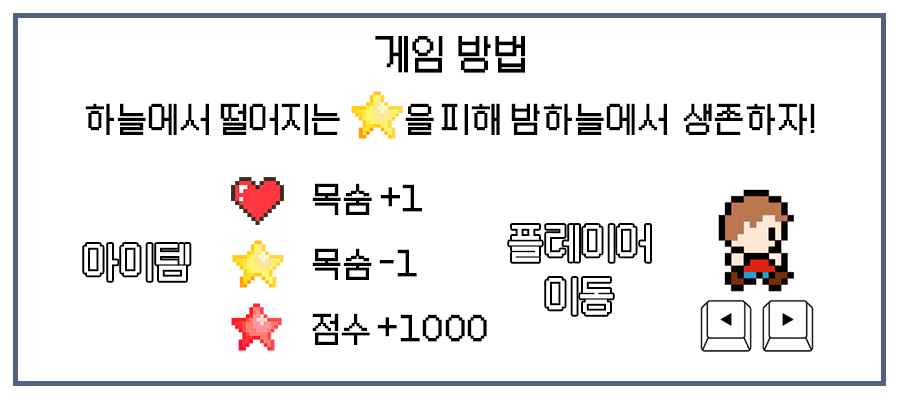 게임 방법
하늘에서 떨어지는 을 피해 밤하늘에서 생존하자!
아이템
목숨 +1
목숨 -1
점수 +1000
플레이어
이동